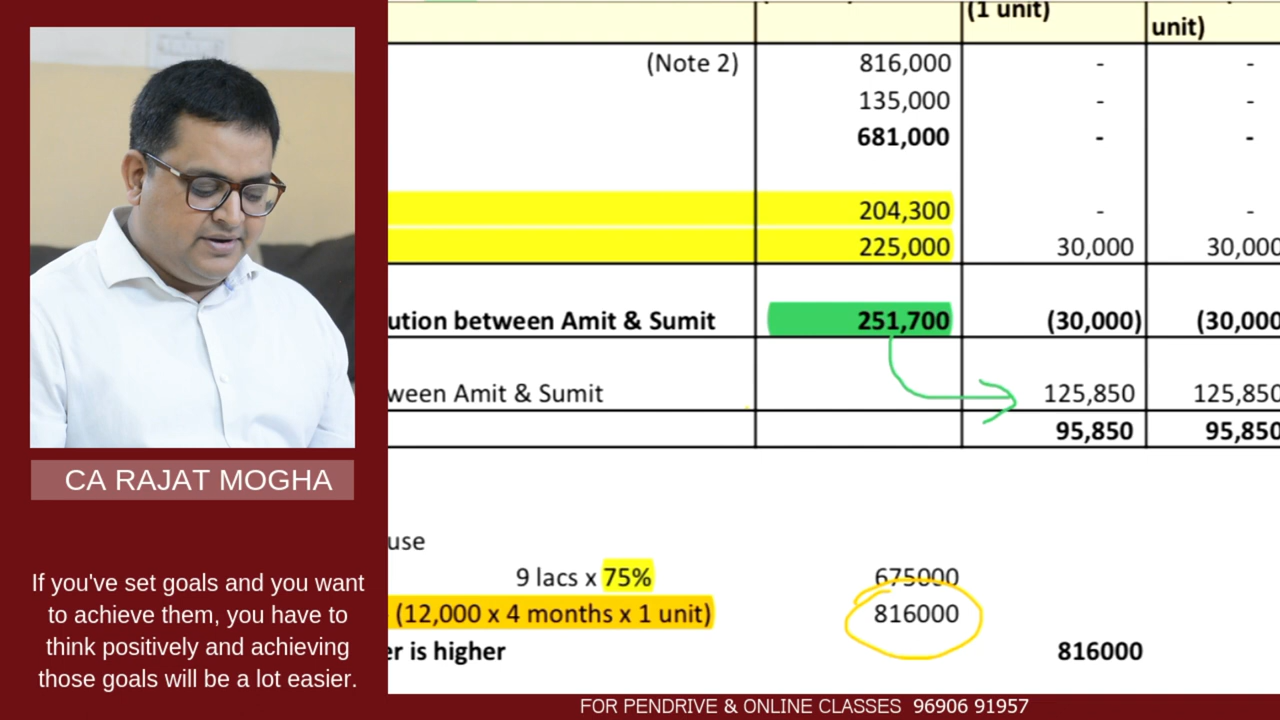 (1 unit)
unit)
(Note 2) 816,000 - -
135,000 - -
681,000 - -
204,300 - -
225,000 30,000 30,000
ution between Amit & Sumit 251,700 (30,000) (30,000
ween Amit & Sumit 125,850 125,850
95,850 95,850
use
9 lacs x 75% 675000
(12,000 x 4 months x 1 unit) 816000
er is higher 816000
CA RAJAT MOGHA
If you've set goals and you want
to achieve them, you have to
think positively and achieving
those goals will be a lot easier.
FOR PENDRIVE & ONLINE CLASSES 96906 91957